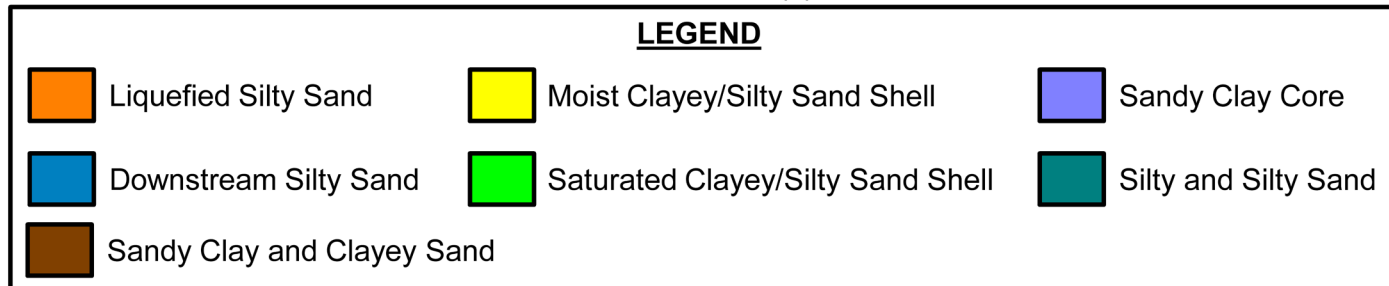 LEGEND
Liquefied Silty Sand
Moist Clayey/Silty Sand Shell
Sandy Clay Core
Downstream Silty Sand
Saturated Clayey/Silty Sand Shell
Silty and Silty Sand
Sandy Clay and Clayey Sand